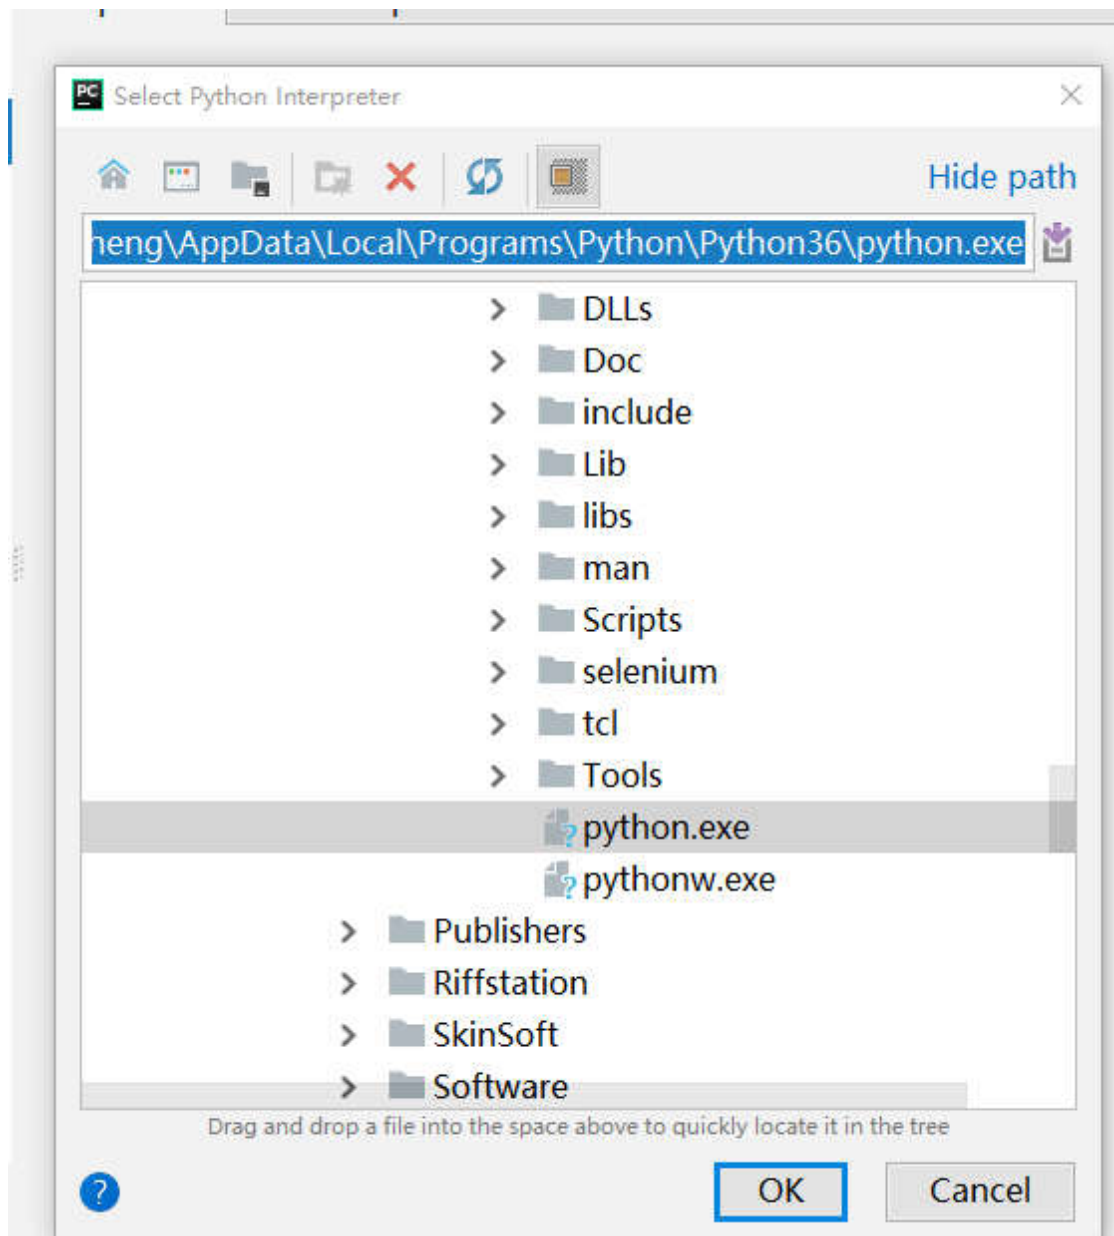 PC
Select Python Interpreter
Hide path
heng\AppData\Local\Programs\Python\Python36\python.exe
DLLs
Doc
include
Lib
libs
man
Scripts
selenium
tcl
Tools
python.exe
pythonw.exe
Publishers
Riffstation
SkinSoft
Software
Drag and drop a file into the space above to quickly locate it in the tree
?
OK
Cancel